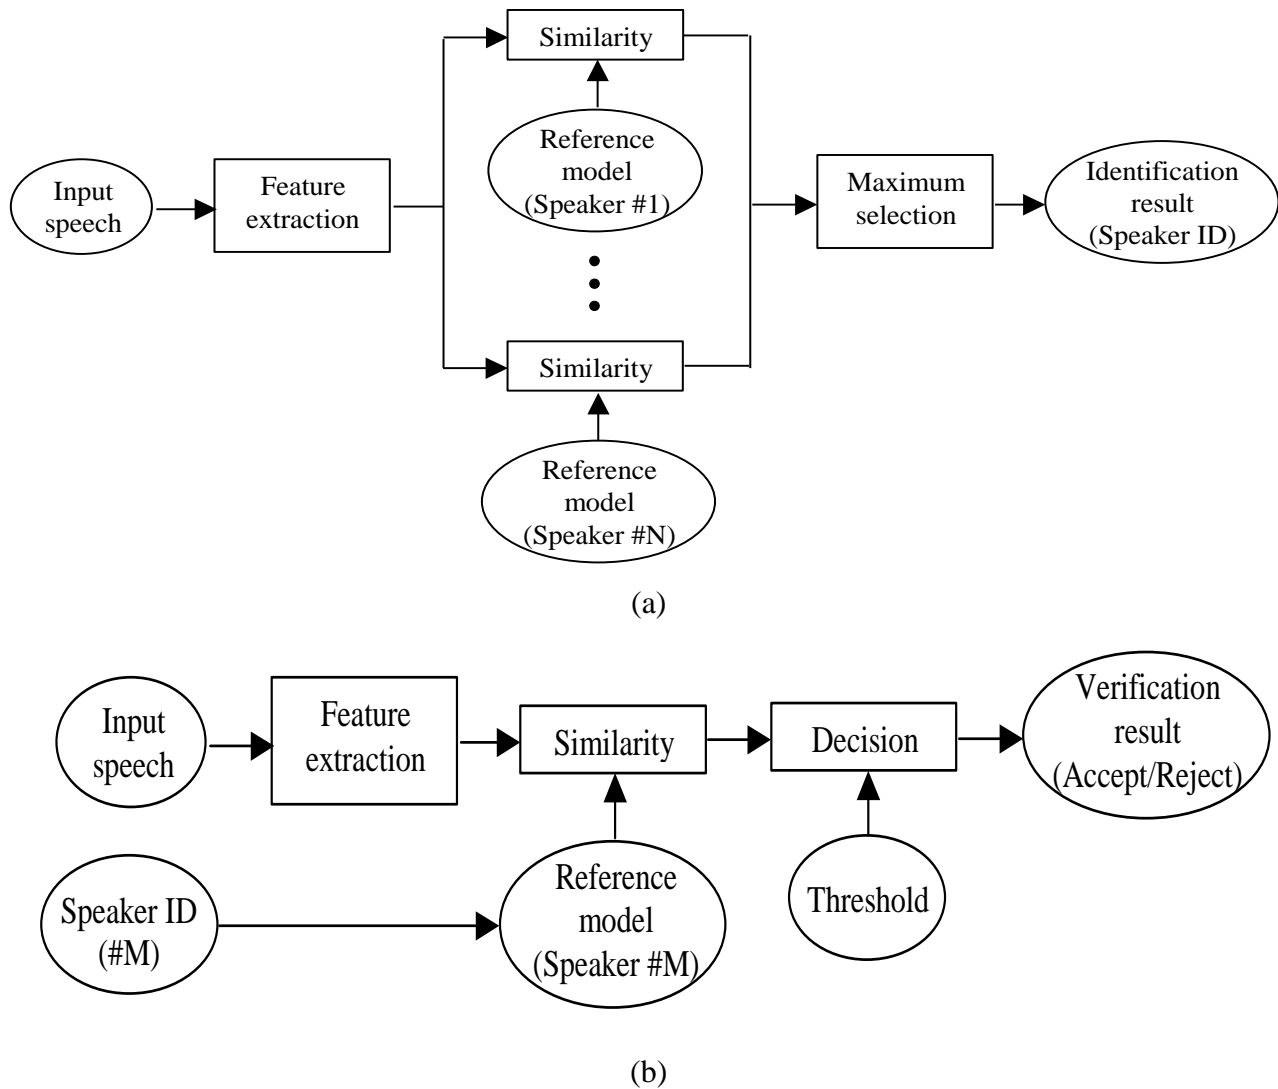 Similarity
Reference
model
(Speaker #1)
Input
speech
Feature
extraction
Maximum
selection
Identification
result
(Speaker ID)
Similarity
Reference
model
(Speaker #N)
(a)
Input
speech
Feature
extraction
Similarity
Decision
Verification
result
(Accept/Reject)
Speaker ID
(#M)
Reference
model
(Speaker #M)
Threshold
(b)